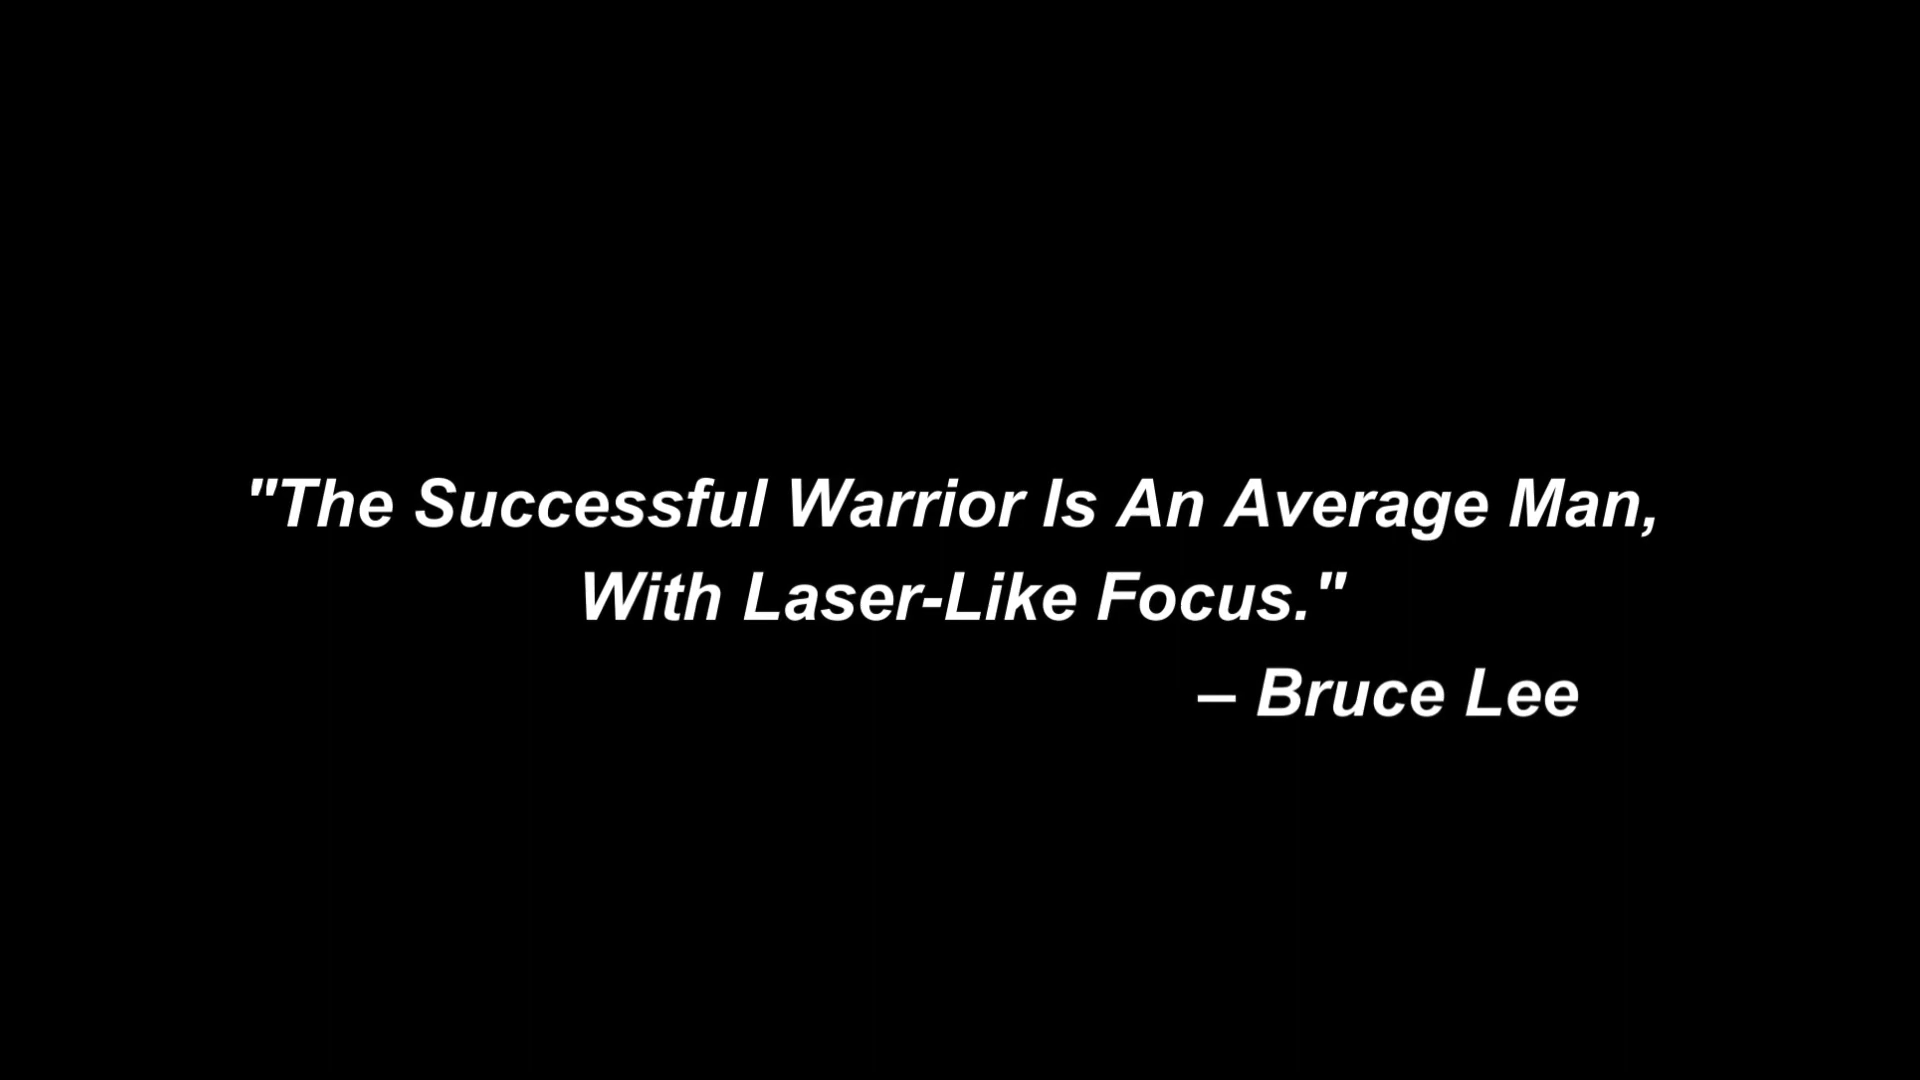 "The Successful Warrior Is An Average Man,
With Laser-Like Focus."
– Bruce Lee